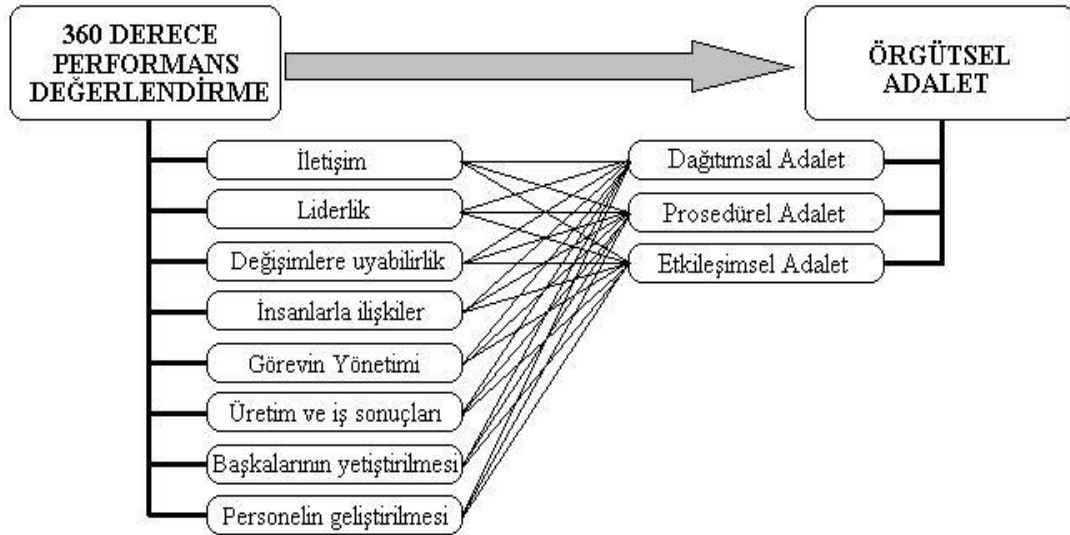 360 DERECE
PERFORMANS
DEĞERLENDİRME
ÖRGÜTSEL
ADALET
İletişim
Liderlik
Değişimlere uyabilirlik
İnsanlarla ilişkiler
Görevin Yönetimi
Üretim ve iş sonuçları
Başkalarının yetiştirilmesi
Personelin geliştirilmesi
Dağıtımsal Adalet
Prosedürel Adalet
Etkileşimsel Adalet